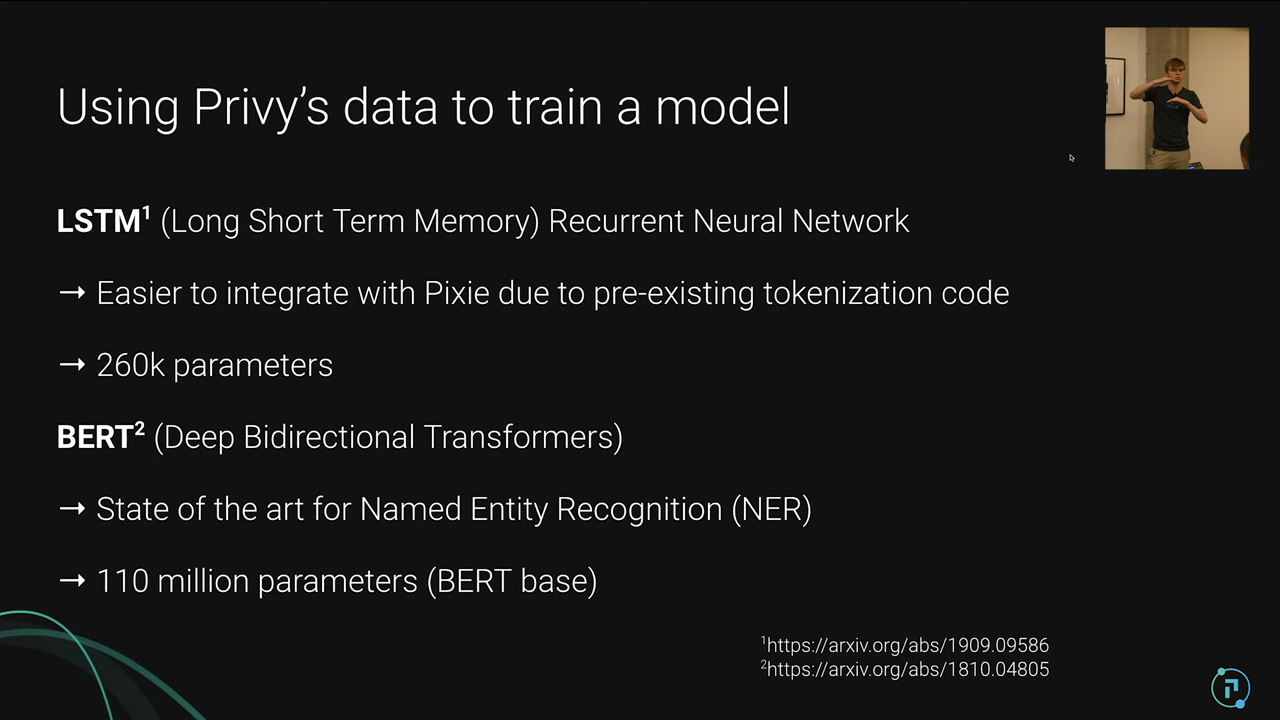 Using Privy’s data to train a model
LSTM¹ (Long Short Term Memory) Recurrent Neural Network
→ Easier to integrate with Pixie due to pre-existing tokenization code
→ 260k parameters
BERT² (Deep Bidirectional Transformers)
→ State of the art for Named Entity Recognition (NER)
→ 110 million parameters (BERT base)
¹https://arxiv.org/abs/1909.09586
²https://arxiv.org/abs/1810.04805